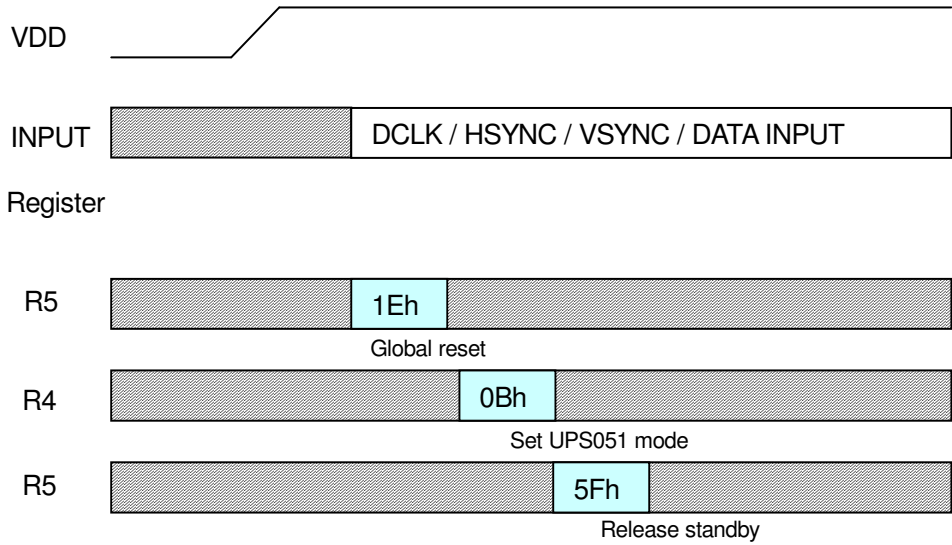 VDD
INPUT DCLK / HSYNC / VSYNC / DATA INPUT
Register
R5 1Eh
Global reset
R4 0Bh
Set UPS051 mode
R5 5Fh
Release standby